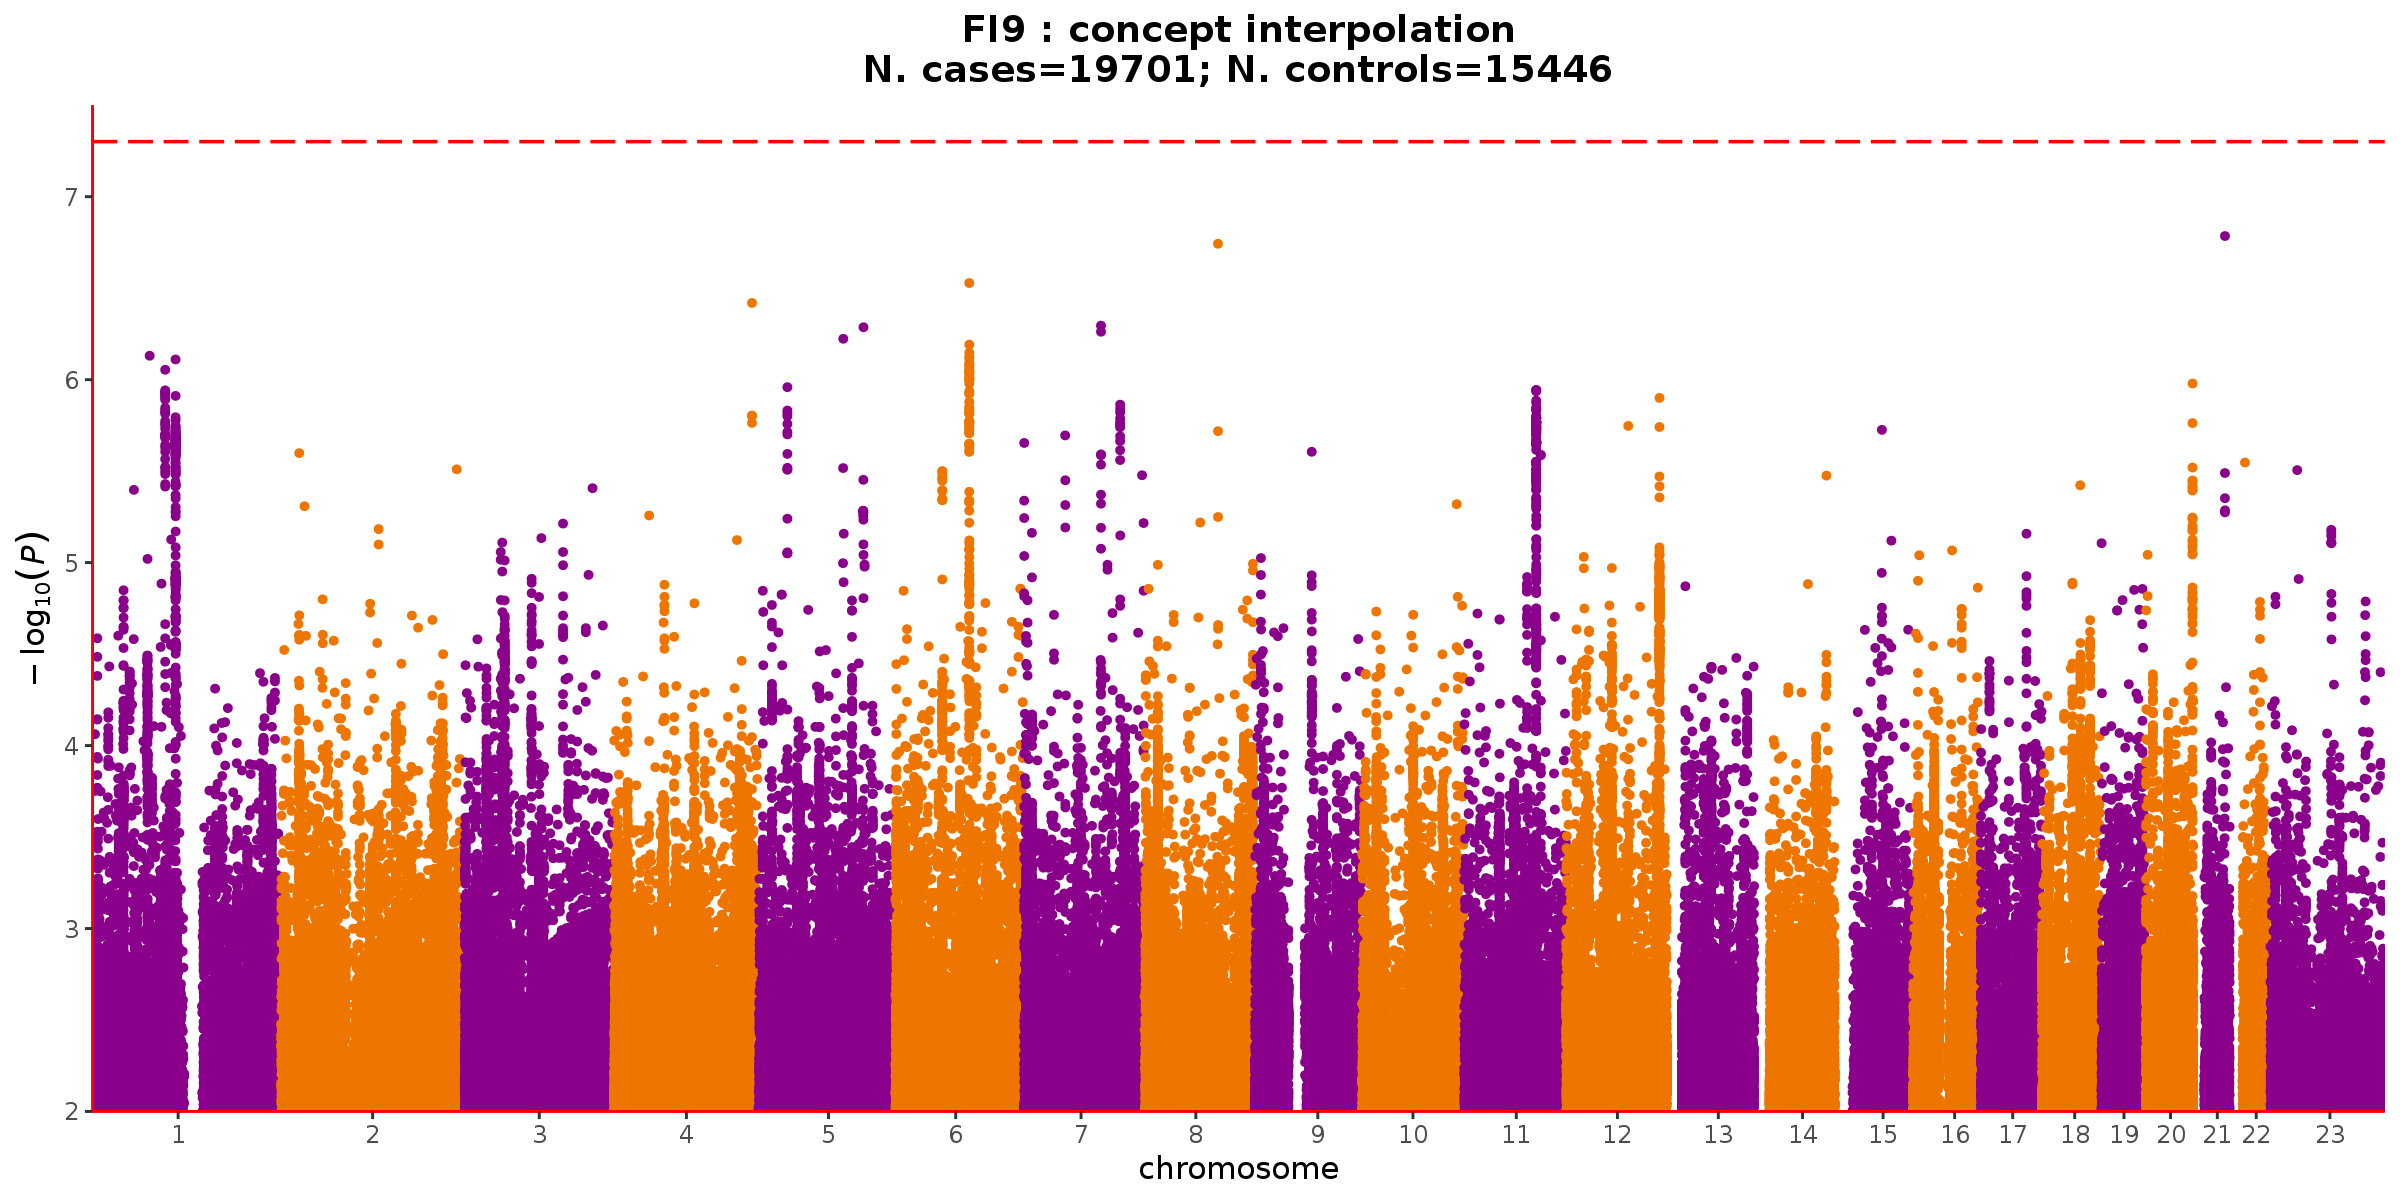 FI9 : concept interpolation
N. cases=19701; N. controls=15446
7
6
5
4
3
2
−log₁₀(P)
1 2 3 4 5 6 7 8 9 10 11 12 13 14 15 16 17 18 19 20 21 22 23
chromosome